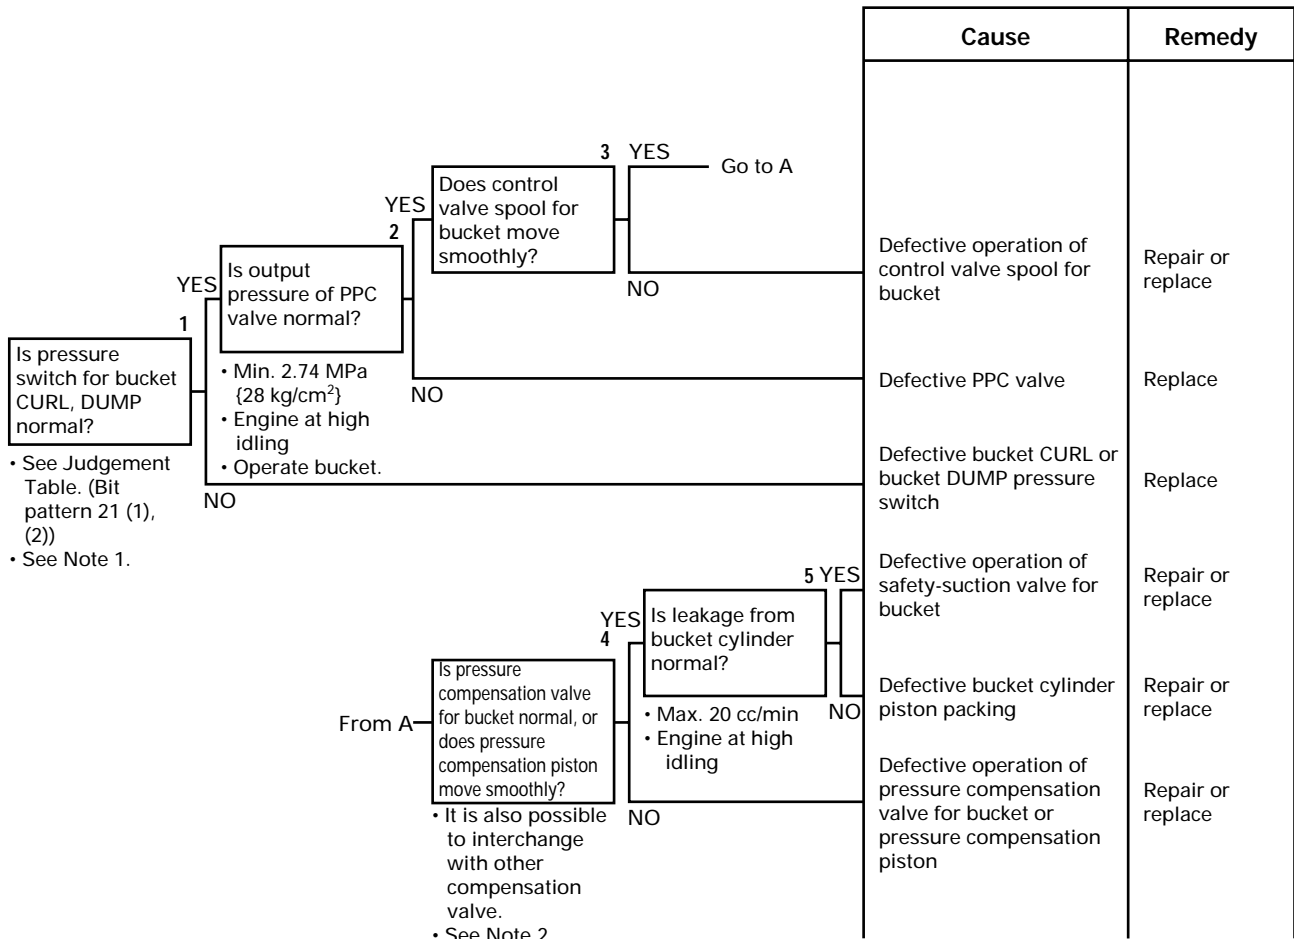 Cause
Remedy
3 YES
Go to A
Does control
valve spool for
bucket move
smoothly?
YES
2
NO
Defective operation of
control valve spool for
bucket
Repair or
replace
Is output
pressure of PPC
valve normal?
YES
1
• Min. 2.74 MPa
{28 kg/cm²}
• Engine at high
idling
• Operate bucket.
NO
Defective PPC valve
Replace
Is pressure
switch for bucket
CURL, DUMP
normal?
• See Judgement
Table. (Bit
pattern 21 (1),
(2))
• See Note 1.
NO
Defective bucket CURL or
bucket DUMP pressure
switch
Replace
5 YES
Defective operation of
safety-suction valve for
bucket
Repair or
replace
YES
4
Is leakage from
bucket cylinder
normal?
• Max. 20 cc/min
• Engine at high
idling
NO
Defective bucket cylinder
piston packing
Repair or
replace
From A
Is pressure
compensation valve
for bucket normal, or
does pressure
compensation piston
move smoothly?
• It is also possible
to interchange
with other
compensation
valve.
• See Note 2
NO
Defective operation of
pressure compensation
valve for bucket or
pressure compensation
piston
Repair or
replace